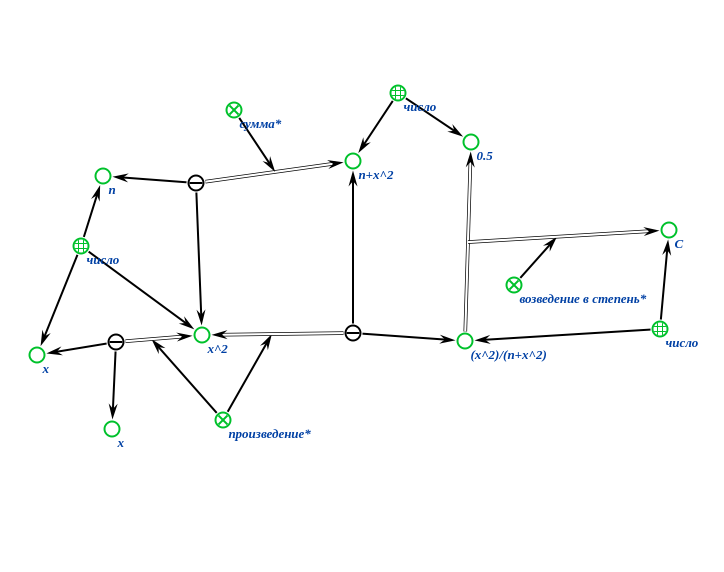 число
сумма*
0.5
n+x^2
n
C
число
возведение в степень*
число
x^2
(x^2)/(n+x^2)
x
произведение*
x